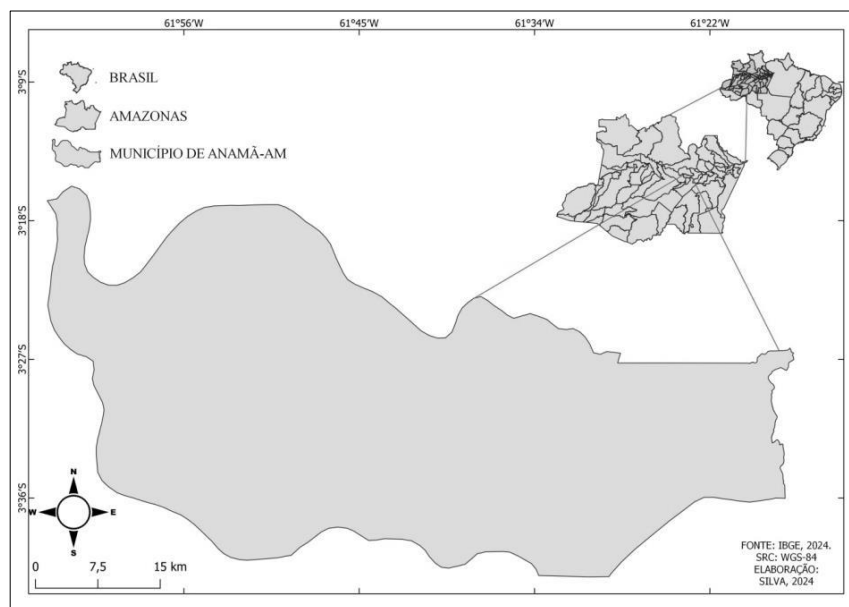 61°56'W 61°45'W 61°34'W 61°22'W
3°9'S
3°18'S
3°27'S
3°36'S
BRASIL
AMAZONAS
MUNICÍPIO DE ANAMÃ-AM
N
W E
S
0 7,5 15 km
FONTE: IBGE, 2024.
SRC: WGS-84
ELABORAÇÃO:
SILVA, 2024